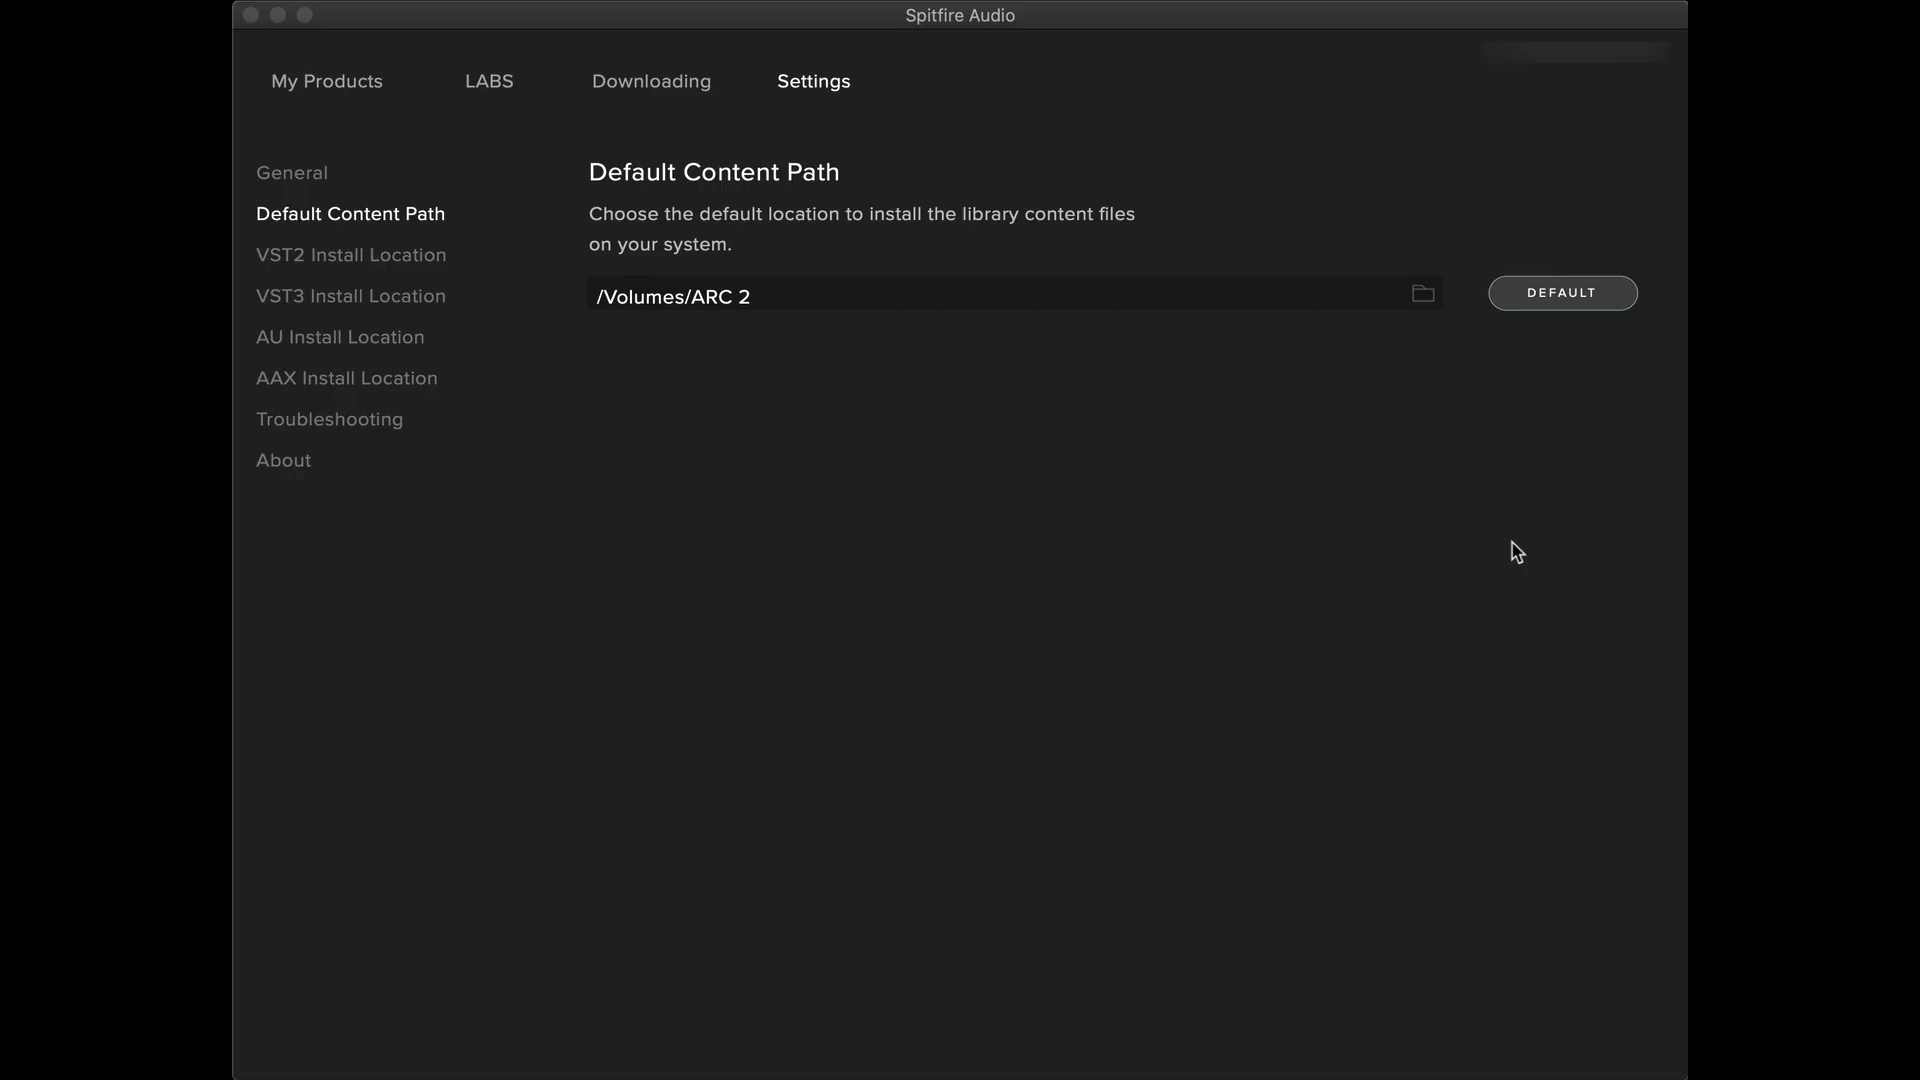 Spitfire Audio
My Products
LABS
Downloading
Settings
General
Default Content Path
VST2 Install Location
VST3 Install Location
AU Install Location
AAX Install Location
Troubleshooting
About
Default Content Path
Choose the default location to install the library content files
on your system.
/Volumes/ARC 2
DEFAULT